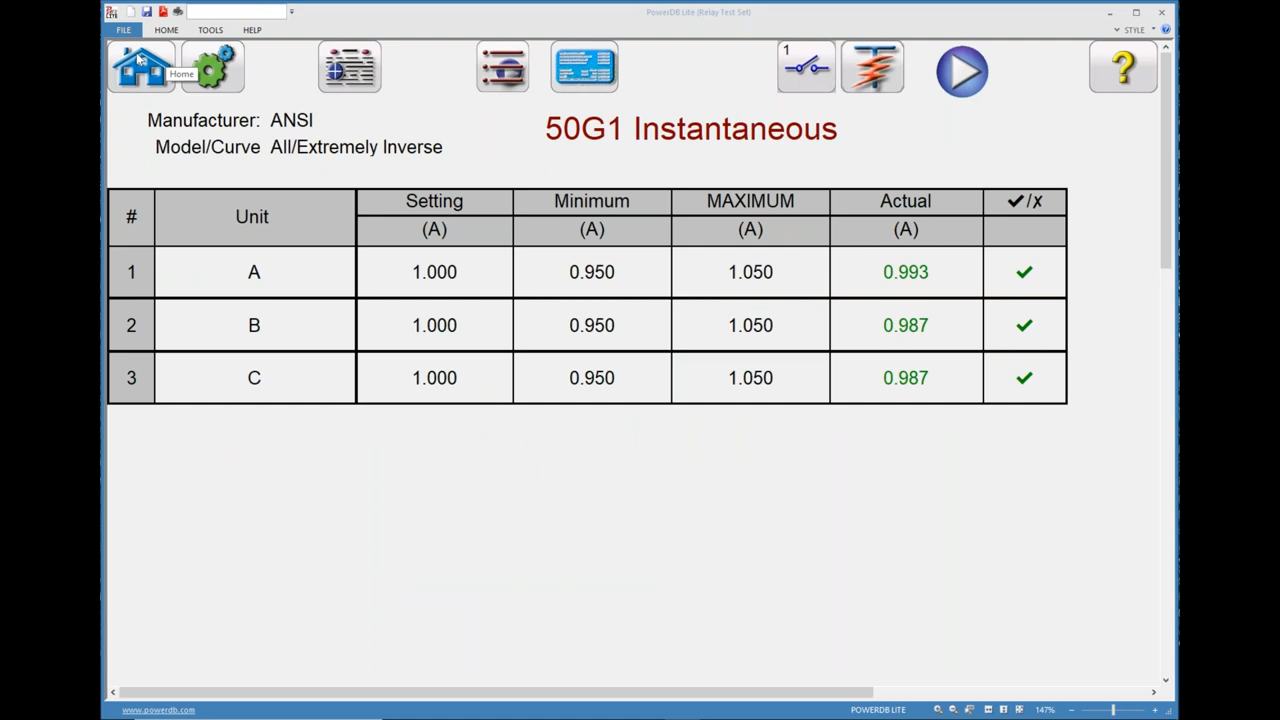 PowerDB Lite (Relay Test Set)
FILE HOME TOOLS HELP STYLE
Home
1
?
Manufacturer: ANSI
Model/Curve All/Extremely Inverse
50G1 Instantaneous
# Unit Setting Minimum MAXIMUM Actual ✔/✗
(A) (A) (A) (A)
1 A 1.000 0.950 1.050 0.993 ✔
2 B 1.000 0.950 1.050 0.987 ✔
3 C 1.000 0.950 1.050 0.987 ✔
www.powerdb.com POWERDB LITE 147%